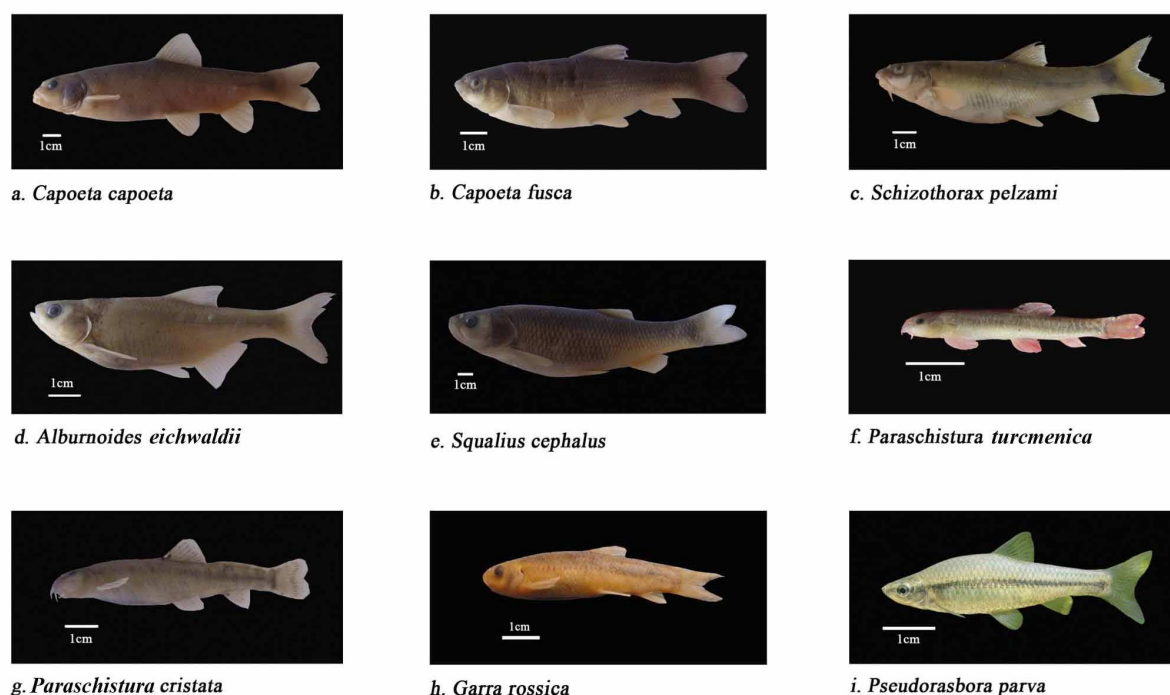 1cm
1cm
1cm
a. Capoeta capoeta
b. Capoeta fusca
c. Schizothorax pelzami
1cm
1cm
1cm
d. Alburnoides eichwaldii
e. Squalius cephalus
f. Paraschistura turcmenica
1cm
1cm
1cm
g. Paraschistura cristata
h. Garra rossica
i. Pseudorasbora parva